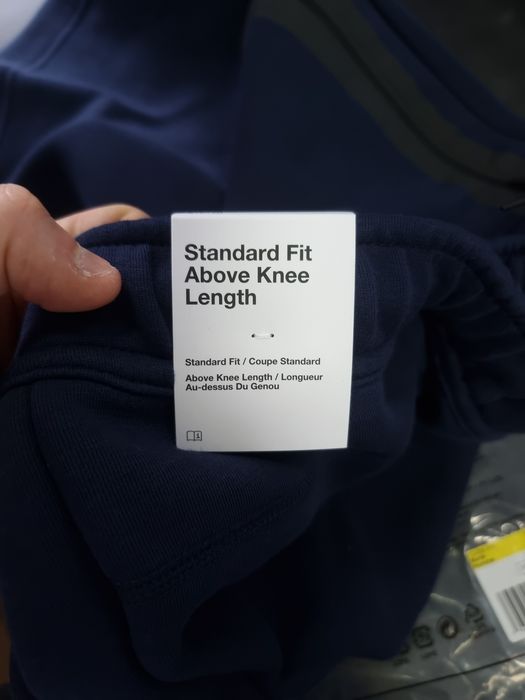 Standard Fit
Above Knee
Length
Standard Fit / Coupe Standard
Above Knee Length / Longueur
Au-dessus Du Genou